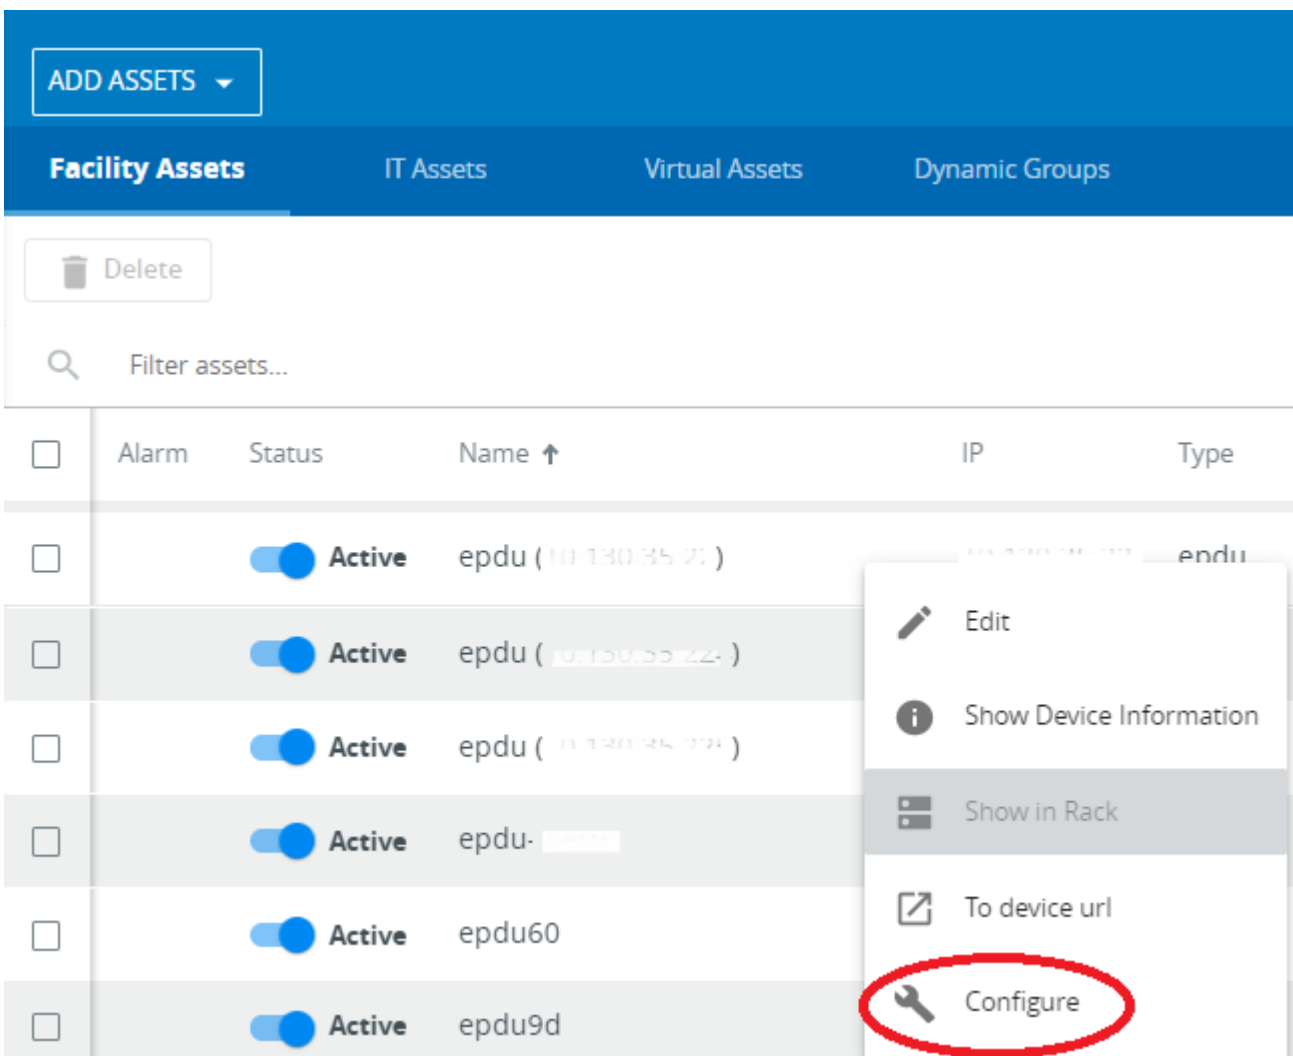 ADD ASSETS
Facility Assets IT Assets Virtual Assets Dynamic Groups
Delete
Filter assets...
Alarm Status Name IP Type
Active epdu ( ) epdu
Edit
Active epdu ( )
Show Device Information
Active epdu ( )
Show in Rack
Active epdu-
To device url
Active epdu60
Configure
Active epdu9d